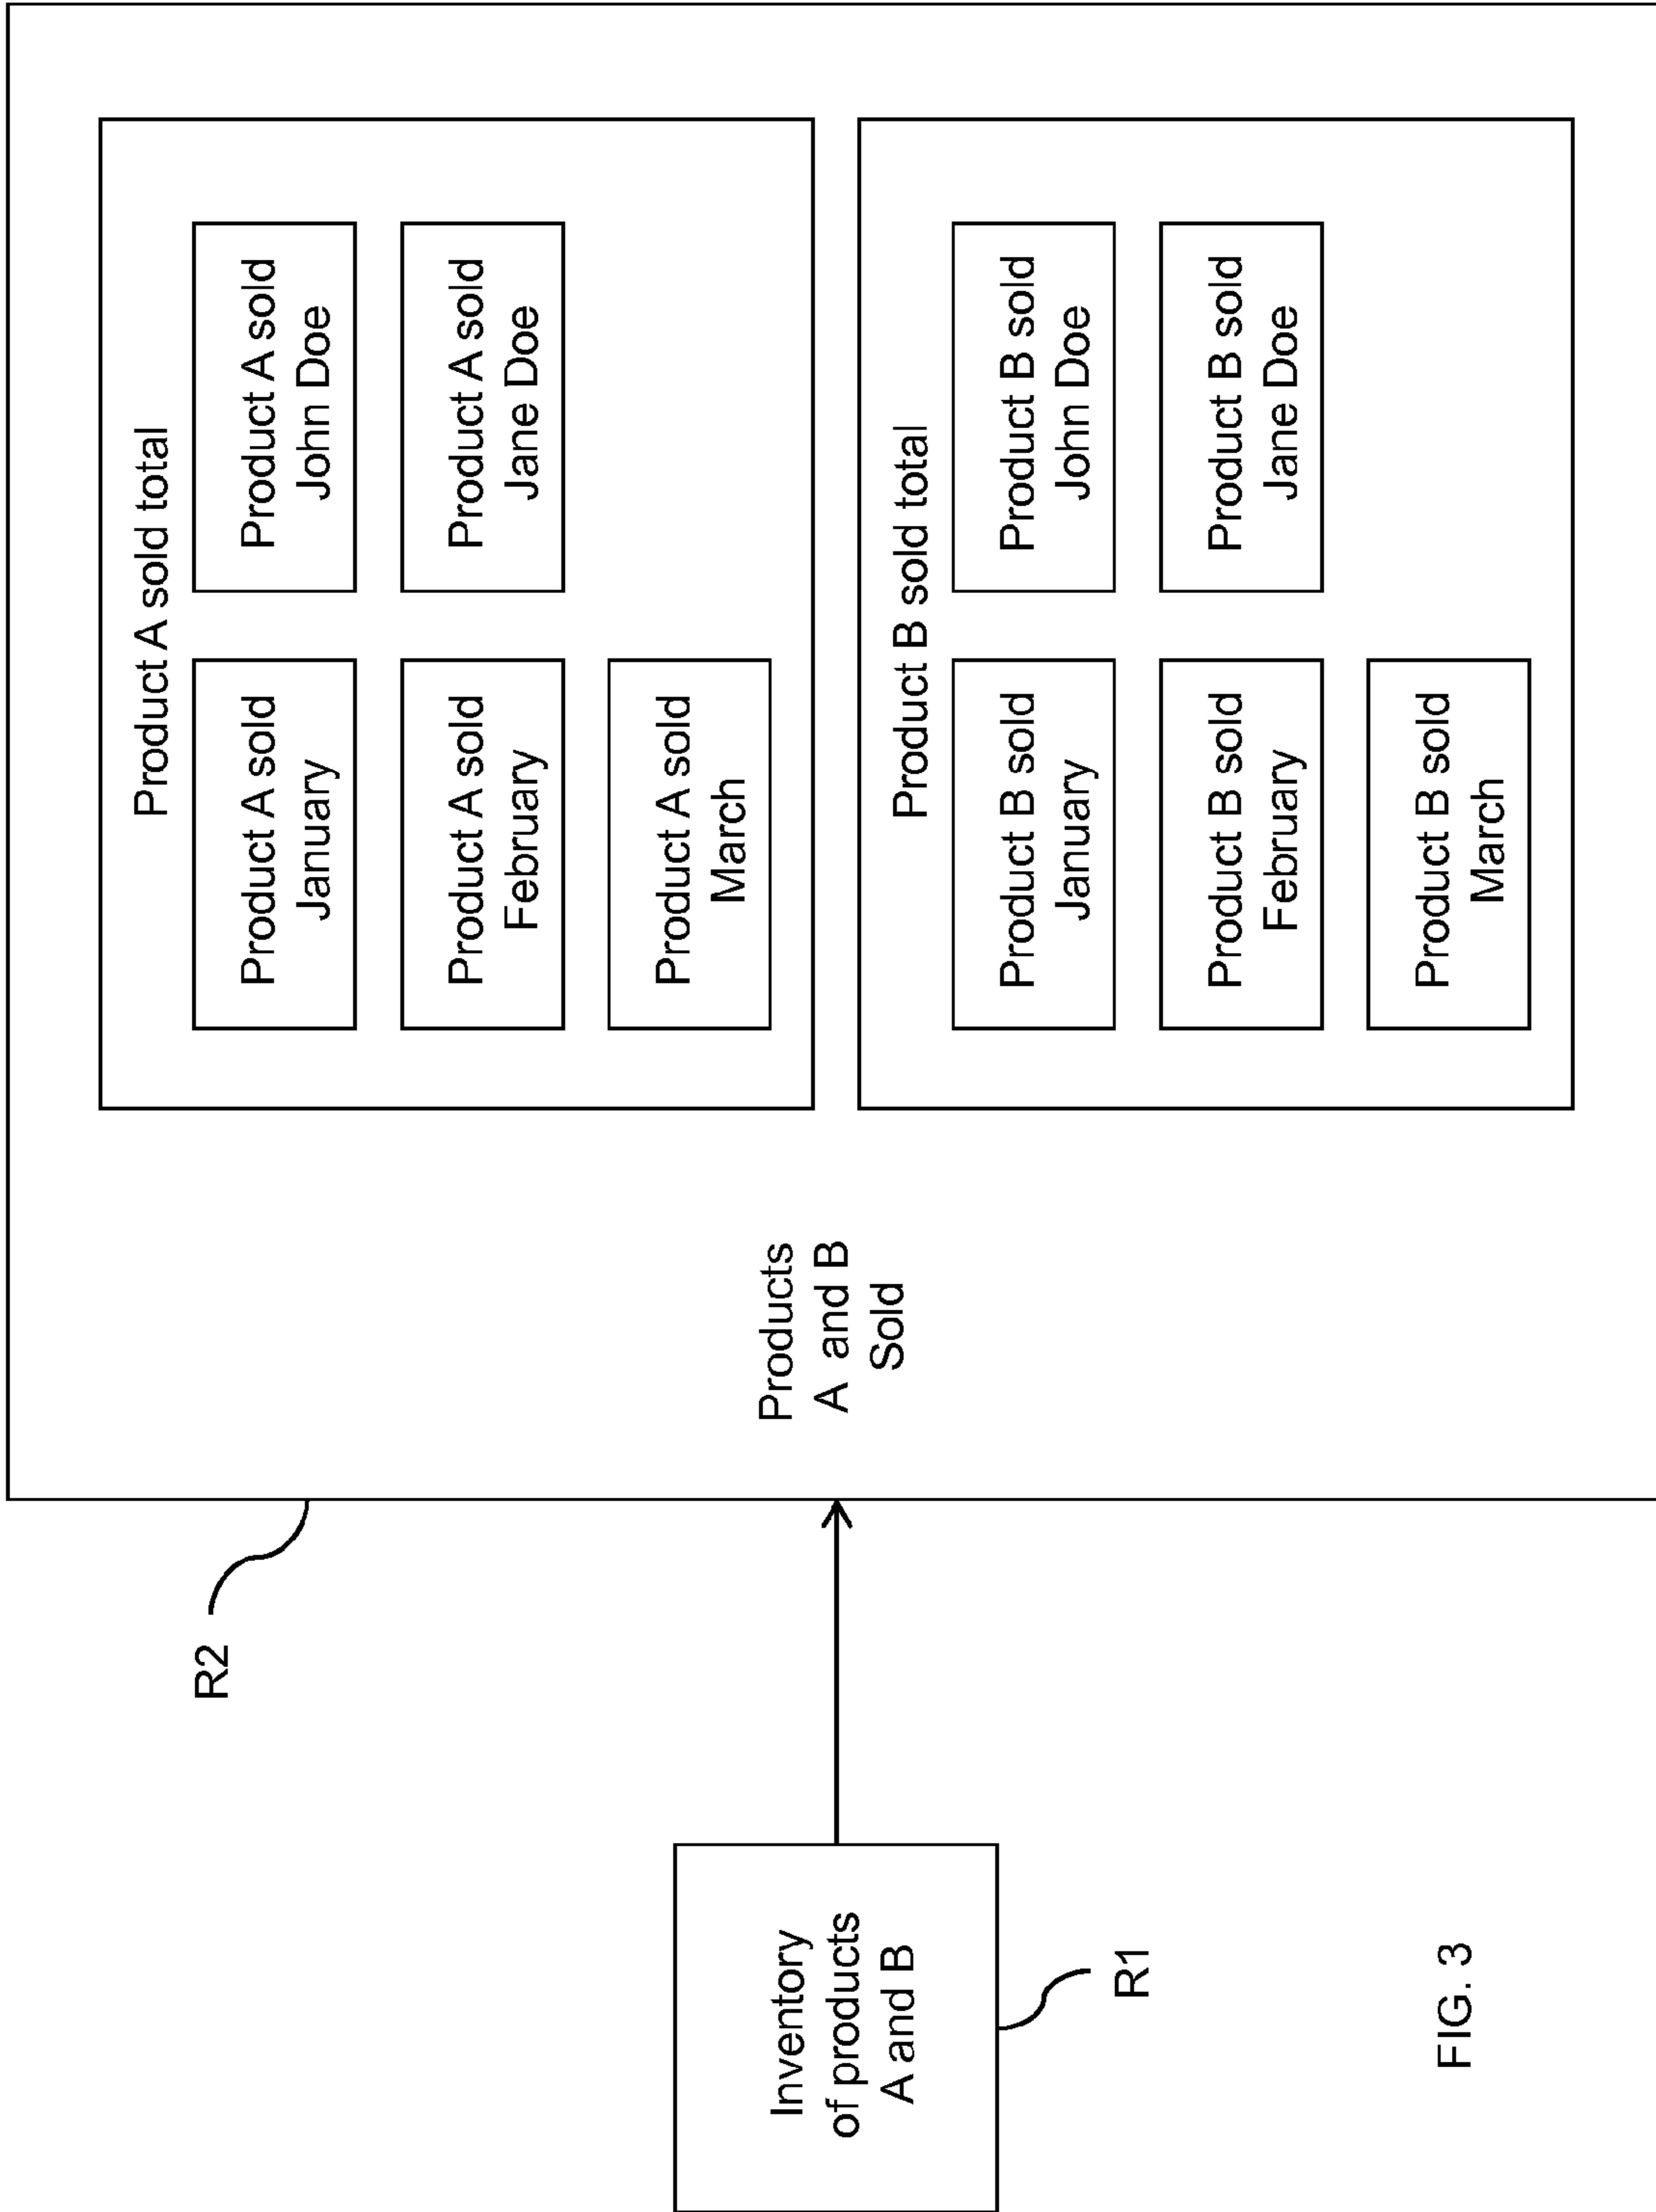 Inventory
of products
A and B
R1
R2
Products
A and B
Sold
Product A sold total
Product A sold
January
Product A sold
John Doe
Product A sold
February
Product A sold
Jane Doe
Product A sold
March
Product B sold total
Product B sold
January
Product B sold
John Doe
Product B sold
February
Product B sold
Jane Doe
Product B sold
March
FIG. 3